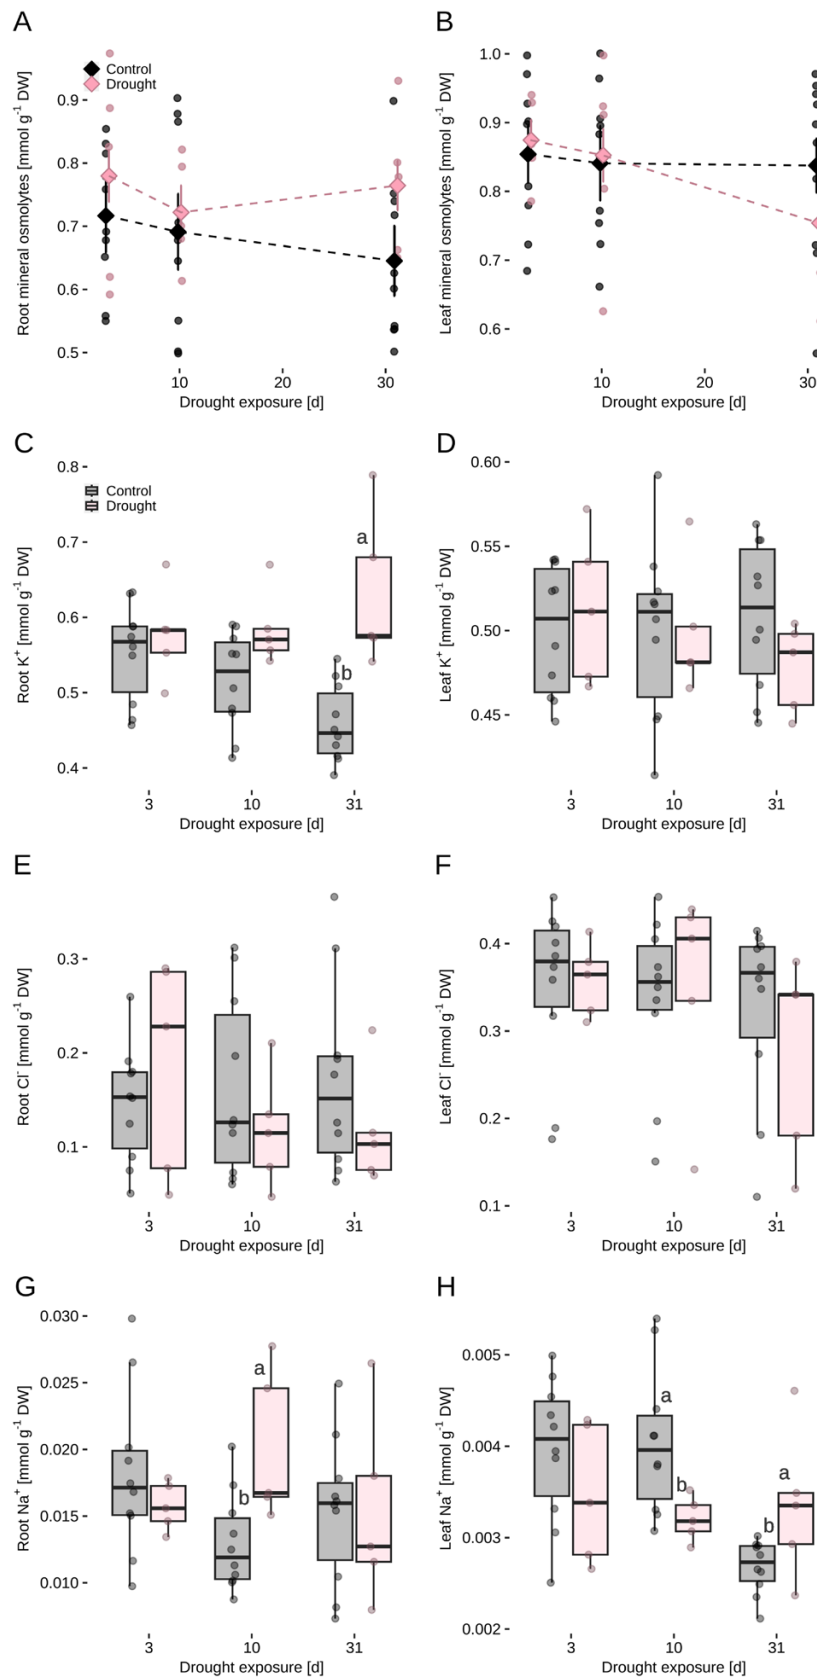 A
Root mineral osmolytes [mmol g-1 DW]
Control
Drought
0.9
0.8
0.7
0.6
0.5
10
20
30
Drought exposure [d]
B
Leaf mineral osmolytes [mmol g-1 DW]
1.0
0.9
0.8
0.7
0.6
10
20
30
Drought exposure [d]
C
Root K+ [mmol g-1 DW]
Control
Drought
0.8
0.7
0.6
0.5
0.4
a
b
3
10
31
Drought exposure [d]
D
Leaf K+ [mmol g-1 DW]
0.60
0.55
0.50
0.45
3
10
31
Drought exposure [d]
E
Root Cl- [mmol g-1 DW]
0.3
0.2
0.1
3
10
31
Drought exposure [d]
F
Leaf Cl- [mmol g-1 DW]
0.4
0.3
0.2
0.1
3
10
31
Drought exposure [d]
G
Root Na+ [mmol g-1 DW]
0.030
0.025
0.020
0.015
0.010
a
b
3
10
31
Drought exposure [d]
H
Leaf Na+ [mmol g-1 DW]
0.005
0.004
0.003
0.002
a
b
a
b
3
10
31
Drought exposure [d]